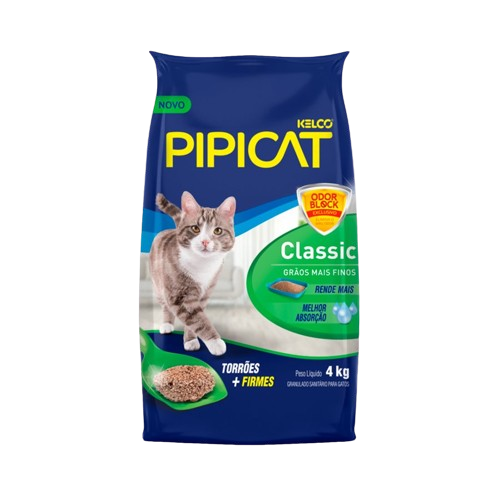 NOVO
KELCO
PIPICAT
ODOR
BLOCK
EXCLUSIVO
Classic
GRÃOS MAIS FINOS
RENDE MAIS
MELHOR
ABSORÇÃO
TORRÕES
+ FIRMES
Peso Líquido 4 kg
GRANULADO SANITÁRIO PARA GATOS